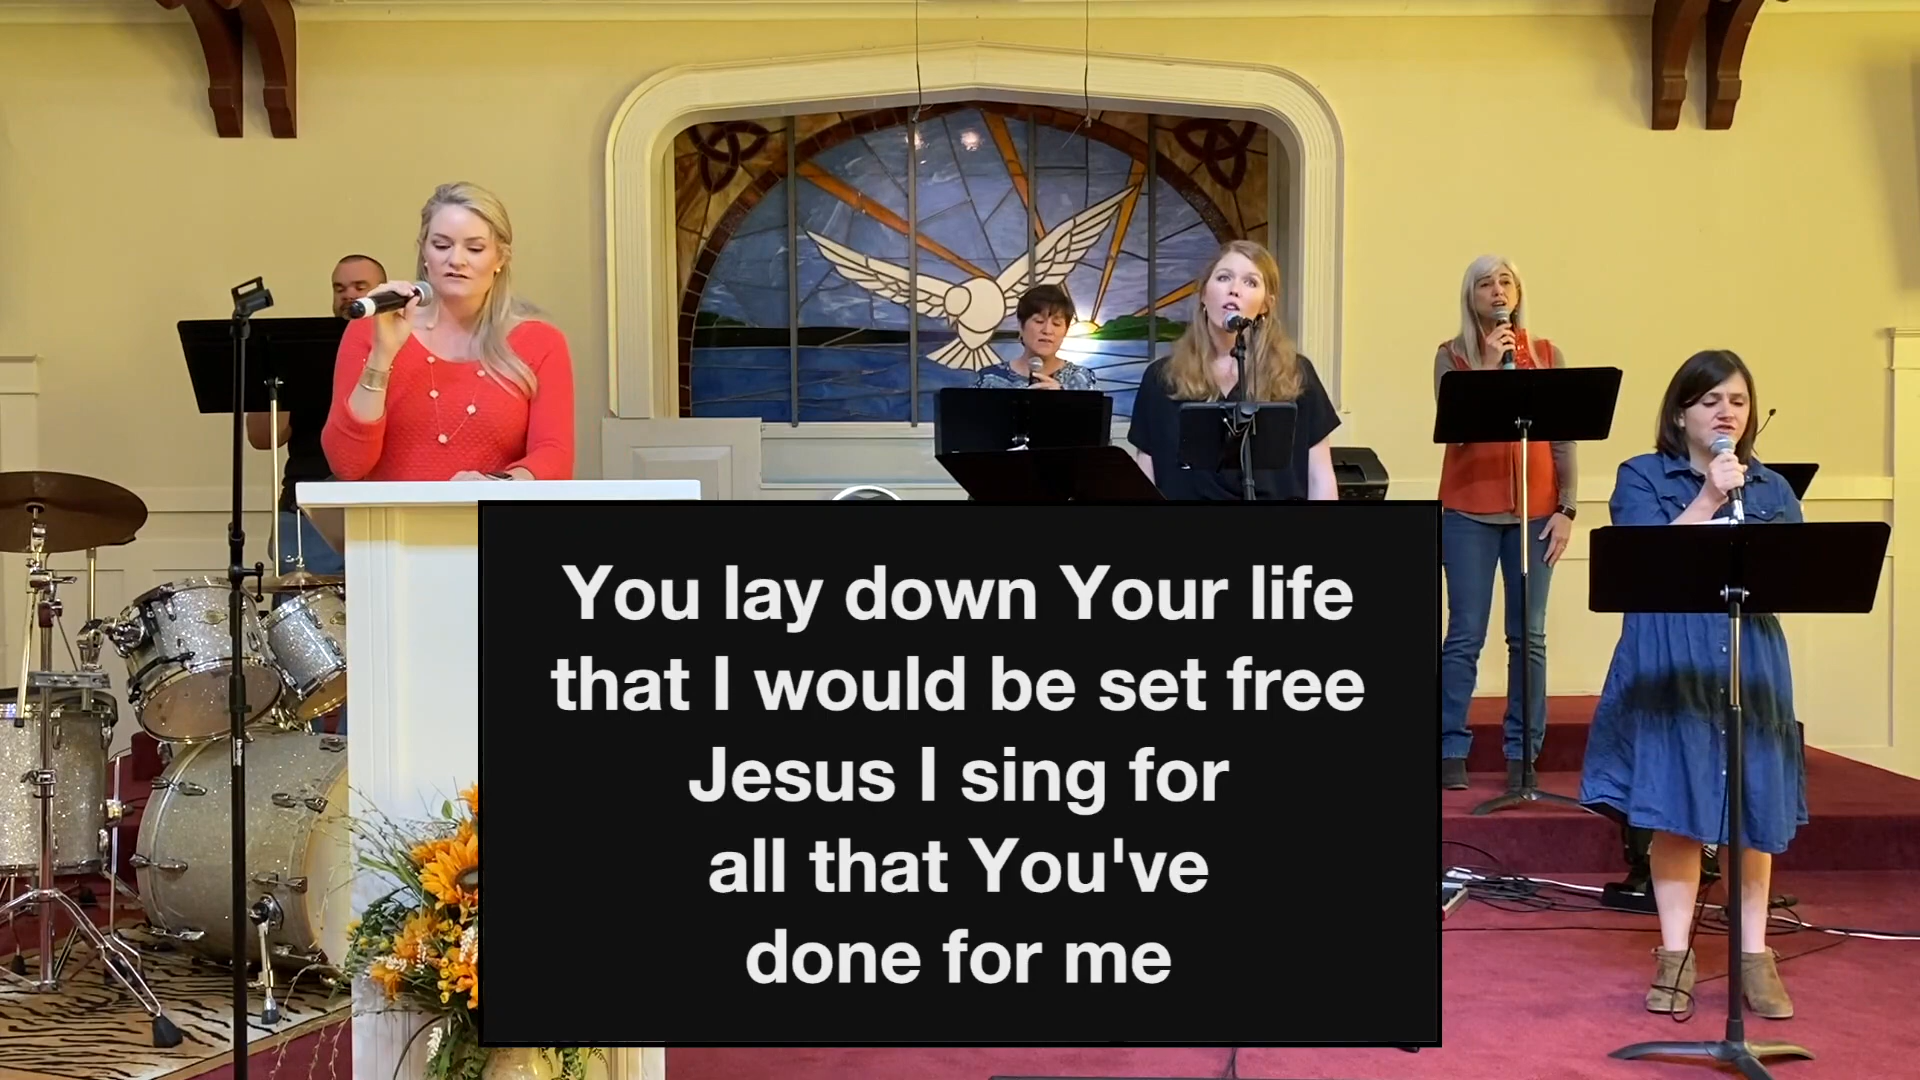 You lay down Your life
that I would be set free
Jesus I sing for
all that You've
done for me